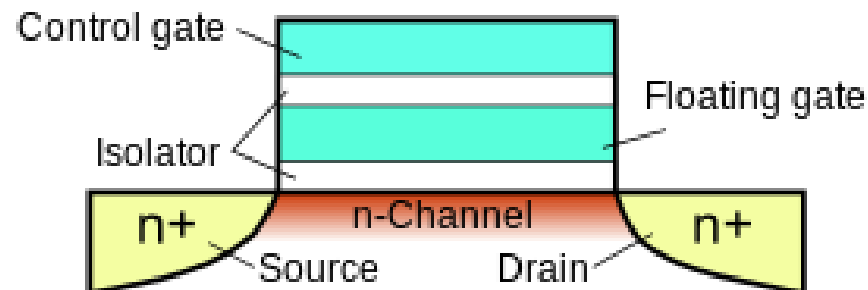 Control gate
Floating gate
Isolator
n-Channel
n+
n+
Source
Drain